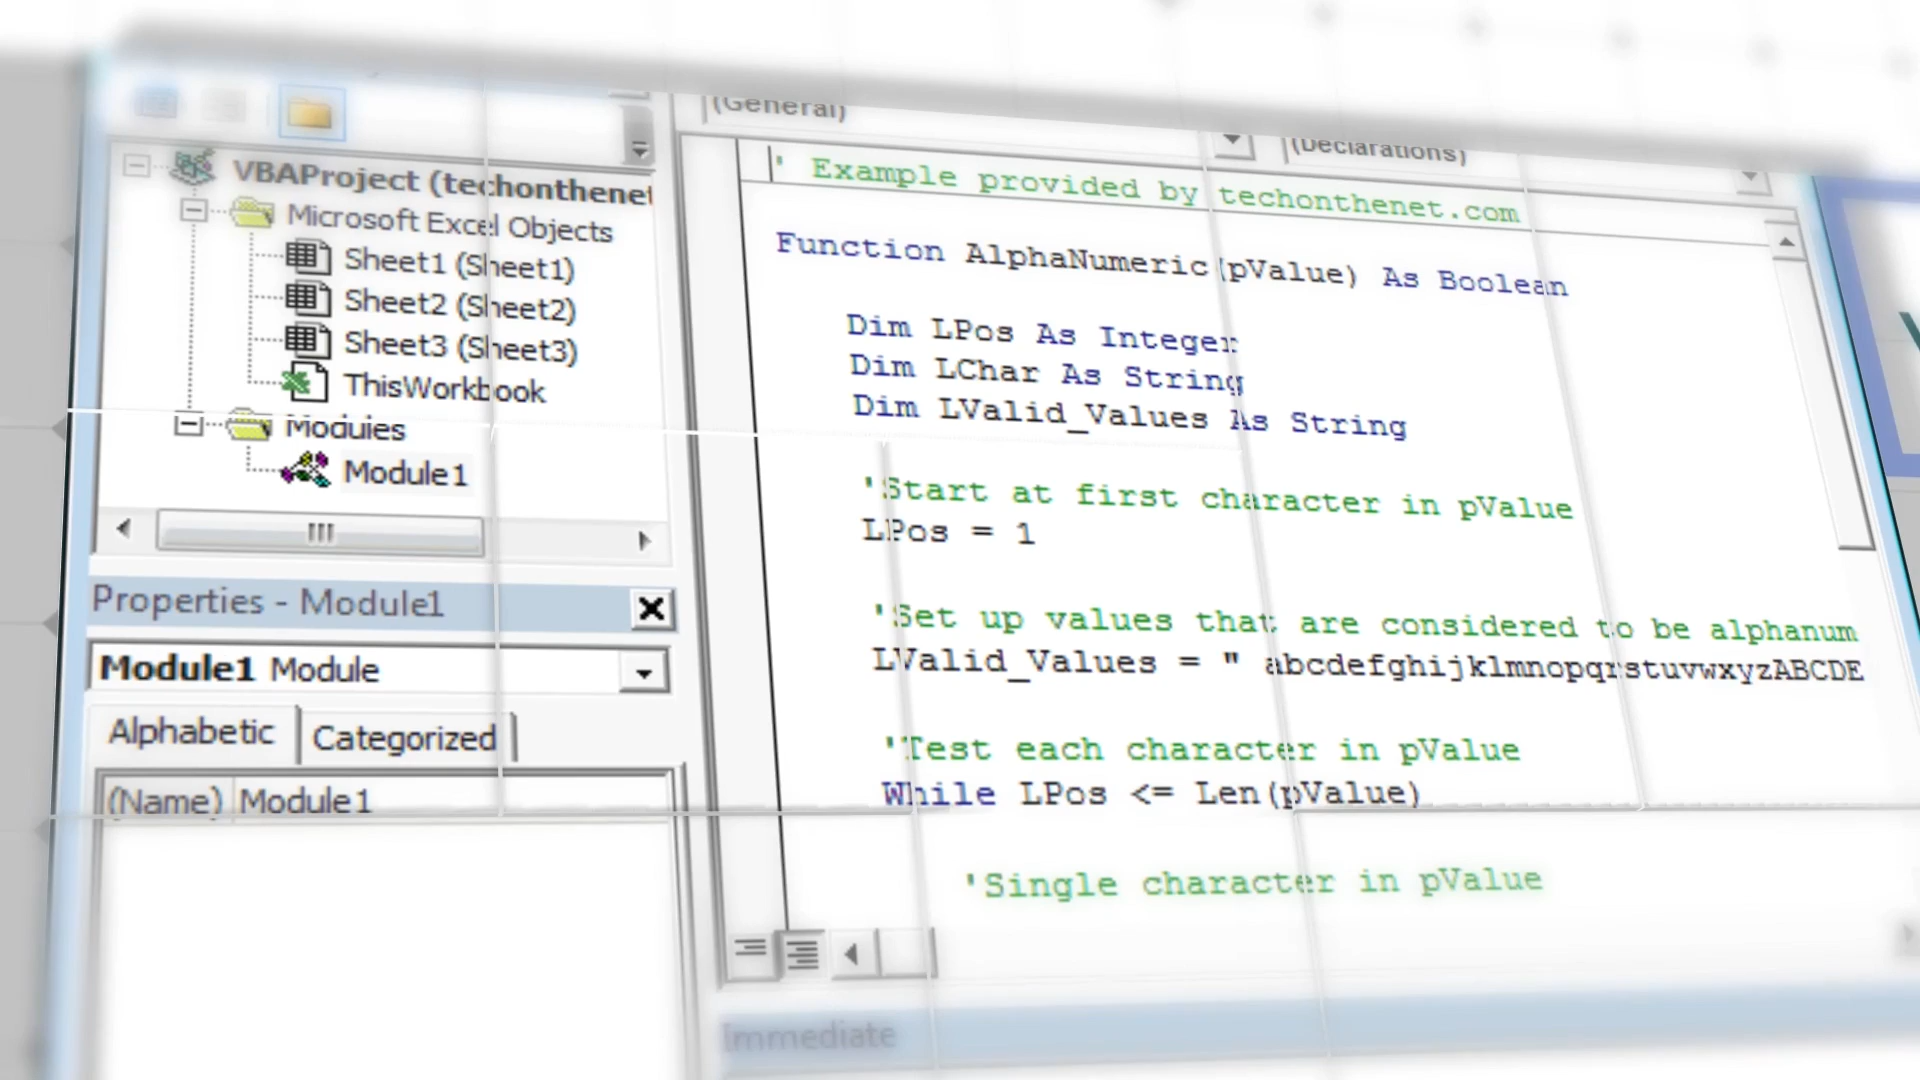 (General)
(Declarations)
VBAProject (techonthenet
Microsoft Excel Objects
Sheet1 (Sheet1)
Sheet2 (Sheet2)
Sheet3 (Sheet3)
ThisWorkbook
Modules
Module1
Properties - Module1
Module1 Module
Alphabetic
Categorized
(Name) Module1
' Example provided by techonthenet.com
Function AlphaNumeric(pValue) As Boolean
Dim LPos As Integer
Dim LChar As String
Dim LValid_Values As String
'Start at first character in pValue
LPos = 1
'Set up values that are considered to be alphanum
LValid_Values = " abcdefghijklmnopqrstuvwxyzABCDE
'Test each character in pValue
While LPos <= Len(pValue)
'Single character in pValue
Immediate